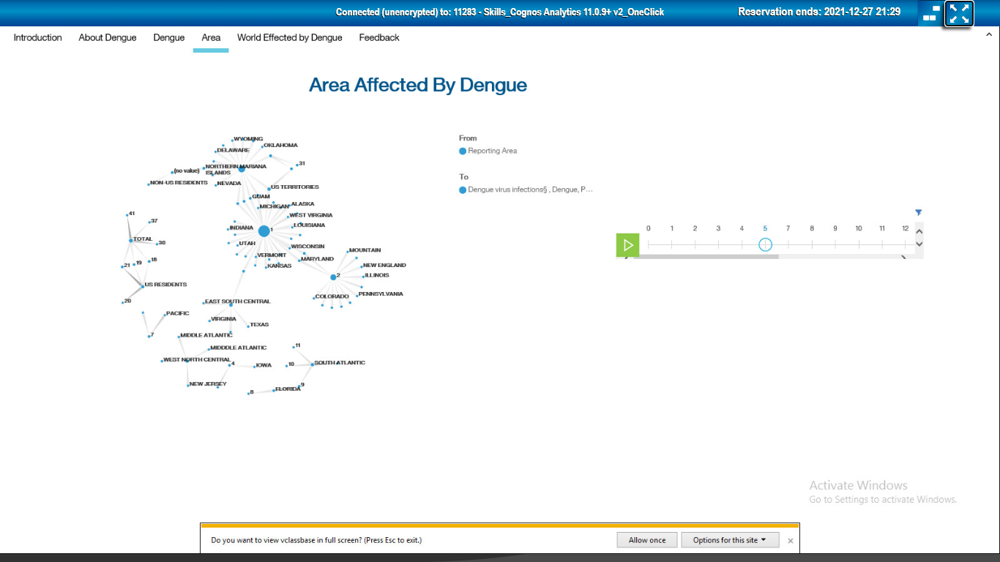 Connected (unencrypted) to: 11283 - Skills_Cognos Analytics 11.0.9+ v2_OneClick
Reservation ends: 2021-12-27 21:29
Introduction About Dengue Dengue Area World Effected by Dengue Feedback
Area Affected By Dengue
WYOMING
OKLAHOMA
DELAWARE
31
NORTHERN MARIANA
ISLANDS
(no value)
NON-US RESIDENTS
NEVADA
US TERRITORIES
GUAM
MICHIGAN
ALASKA
WEST VIRGINIA
LOUISIANA
INDIANA
1
UTAH
WISCONSIN
VERMONT
MARYLAND
KANSAS
41
37
TOTAL
30
21
19
18
US RESIDENTS
20
MOUNTAIN
NEW ENGLAND
2
ILLINOIS
COLORADO
PENNSYLVANIA
EAST SOUTH CENTRAL
VIRGINIA
TEXAS
PACIFIC
7
MIDDLE ATLANTIC
MIDDDLE ATLANTIC
WEST NORTH CENTRAL
4
IOWA
NEW JERSEY
11
10
SOUTH ATLANTIC
9
FLORIDA
8
From
Reporting Area
To
Dengue virus infections§ , Dengue, P...
0 1 2 3 4 5 7 8 9 10 11 12
Activate Windows
Go to Settings to activate Windows.
Do you want to view vclassbase in full screen? (Press Esc to exit.)
Allow once
Options for this site